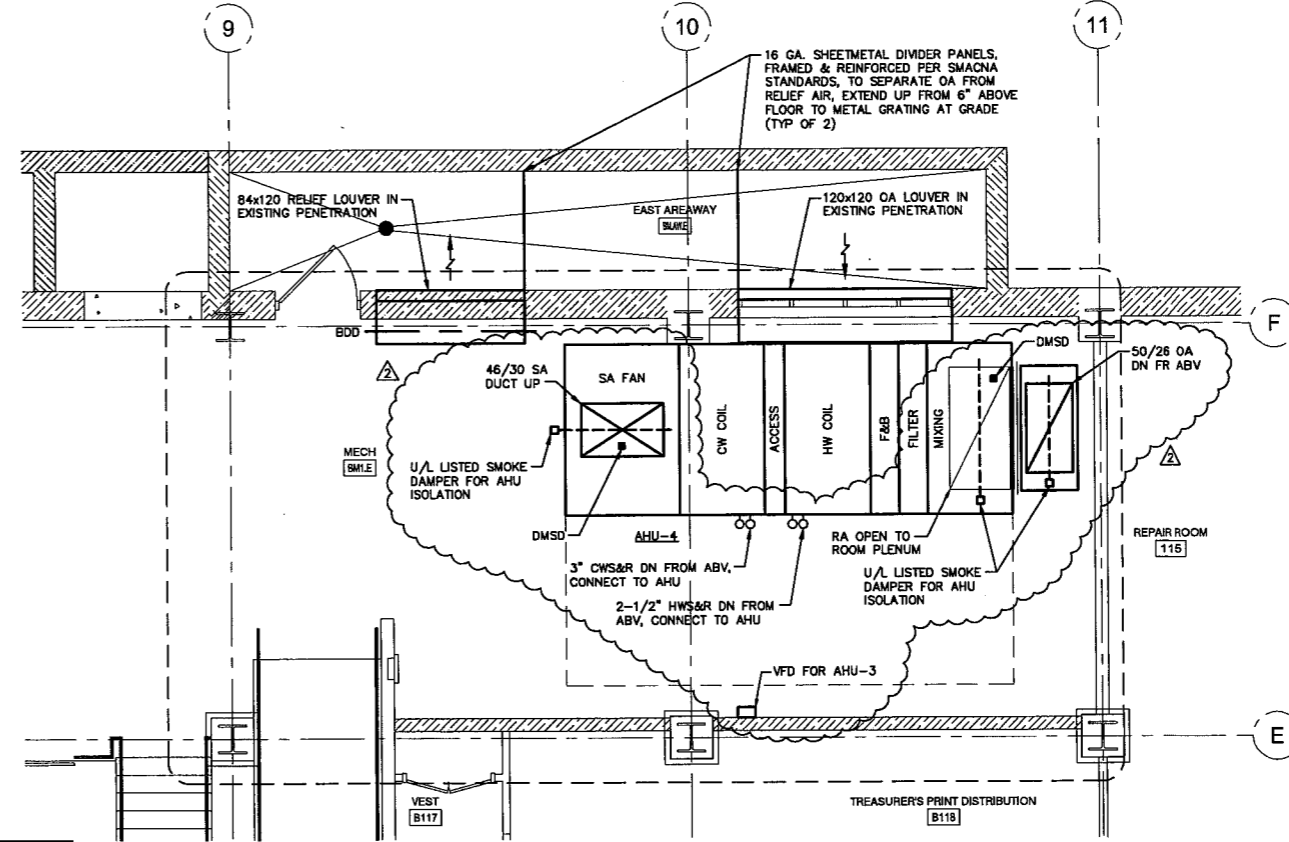 9
10
11
16 GA. SHEETMETAL DIVIDER PANELS,
FRAMED & REINFORCED PER SMACNA
STANDARDS, TO SEPARATE OA FROM
RELIEF AIR, EXTEND UP FROM 6" ABOVE
FLOOR TO METAL GRATING AT GRADE
(TYP OF 2)
84x120 RELIEF LOUVER IN
EXISTING PENETRATION
EAST AREAWAY
120x120 OA LOUVER IN
EXISTING PENETRATION
F
BDD
2
46/30 SA
DUCT UP
SA FAN
CW COIL
ACCESS
HW COIL
F&B
FILTER
MIXING
DMSD
50/26 OA
DN FR ABV
2
MECH
BM1.E
U/L LISTED SMOKE
DAMPER FOR AHU
ISOLATION
DMSD
AHU-4
3" CWS&R DN FROM ABV,
CONNECT TO AHU
2-1/2" HWS&R DN FROM
ABV, CONNECT TO AHU
RA OPEN TO
ROOM PLENUM
U/L LISTED SMOKE
DAMPER FOR AHU
ISOLATION
REPAIR ROOM
115
VFD FOR AHU-3
E
VEST
B117
TREASURER'S PRINT DISTRIBUTION
B118